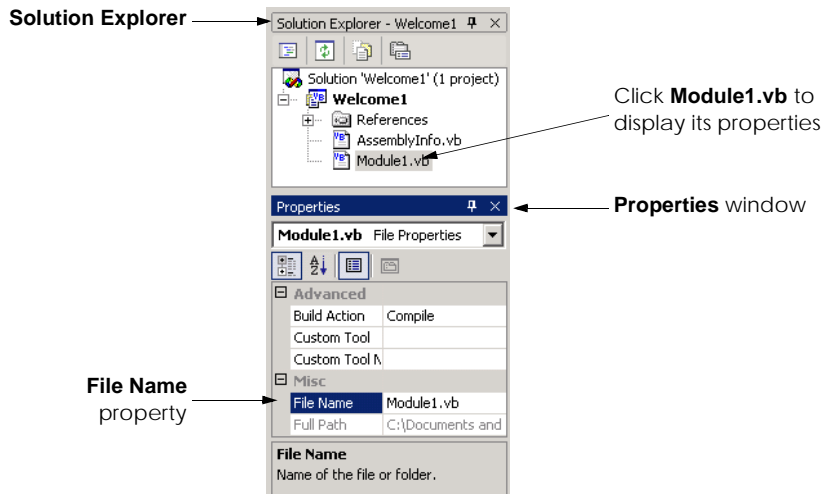 Solution Explorer
Solution Explorer - Welcome1
Solution 'Welcome1' (1 project)
Welcome1
References
AssemblyInfo.vb
Module1.vb
Click Module1.vb to
display its properties
Properties
Properties window
Module1.vb File Properties
Advanced
Build Action Compile
Custom Tool
Custom Tool N
Misc
File Name
property
File Name Module1.vb
Full Path C:\Documents and
File Name
Name of the file or folder.